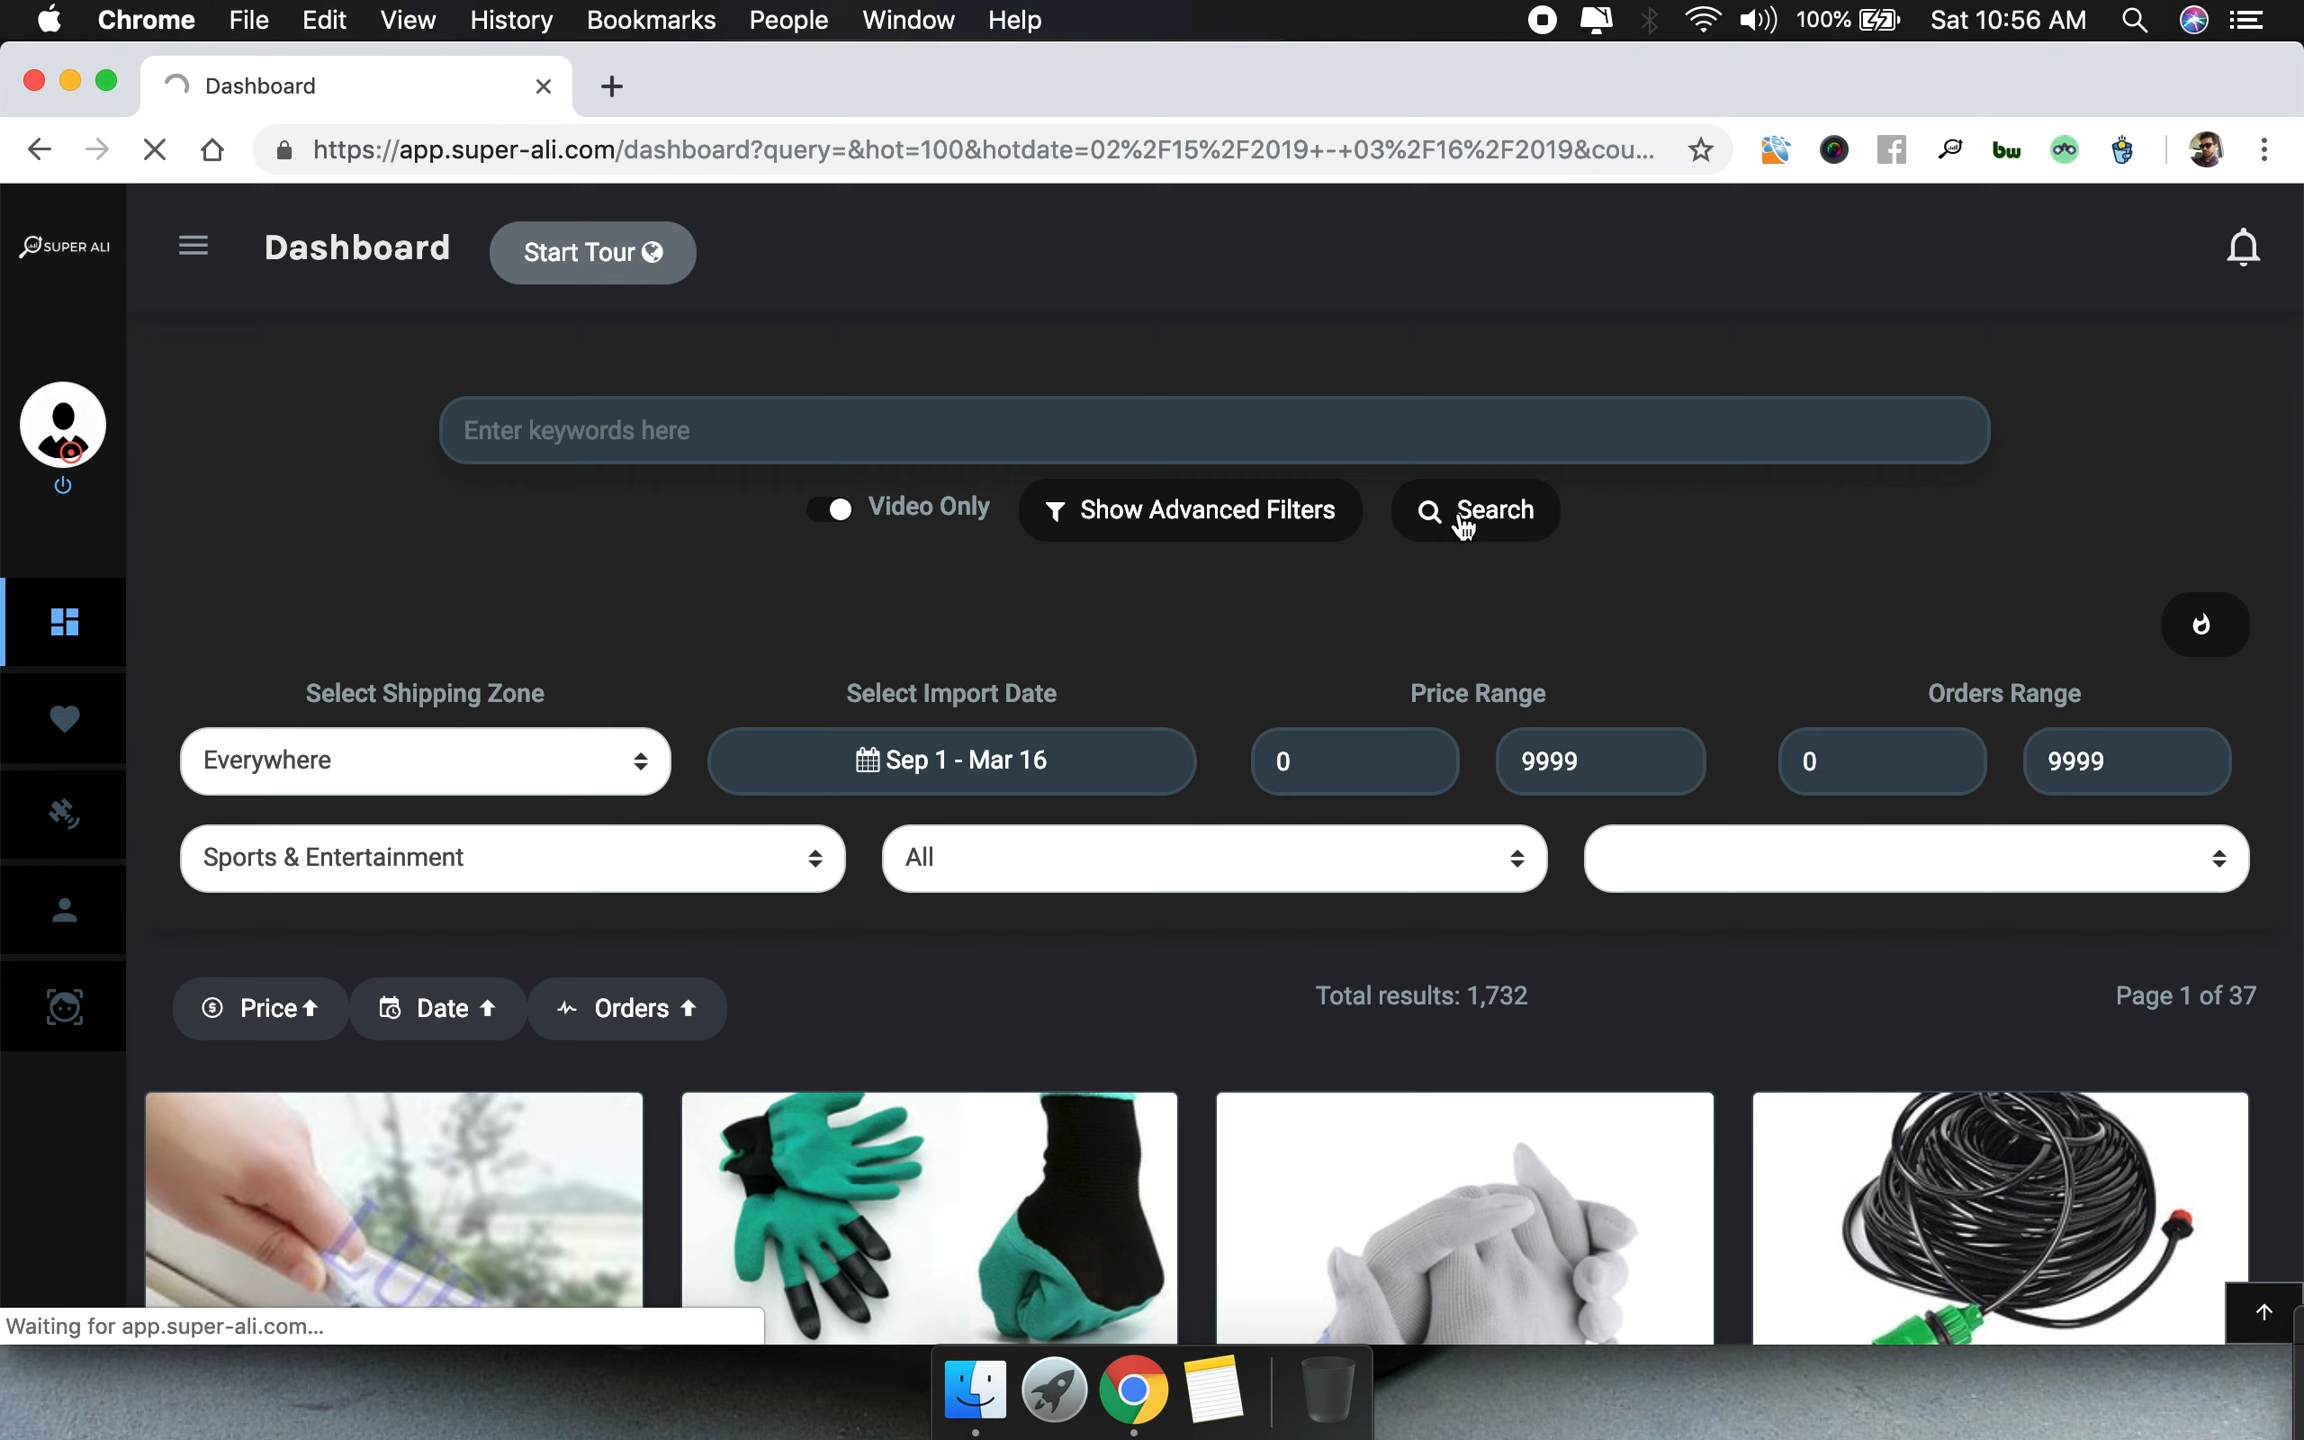 Chrome File Edit View History Bookmarks People Window Help 100% Sat 10:56 AM
Dashboard
https://app.super-ali.com/dashboard?query=&hot=100&hotdate=02%2F15%2F2019+-+03%2F16%2F2019&cou...
bw
SUPER ALI
Dashboard Start Tour
Enter keywords here
Video Only Show Advanced Filters Search
Select Shipping Zone Select Import Date Price Range Orders Range
Everywhere Sep 1 - Mar 16 0 9999 0 9999
Sports & Entertainment All
Price Date Orders Total results: 1,732 Page 1 of 37
Waiting for app.super-ali.com...